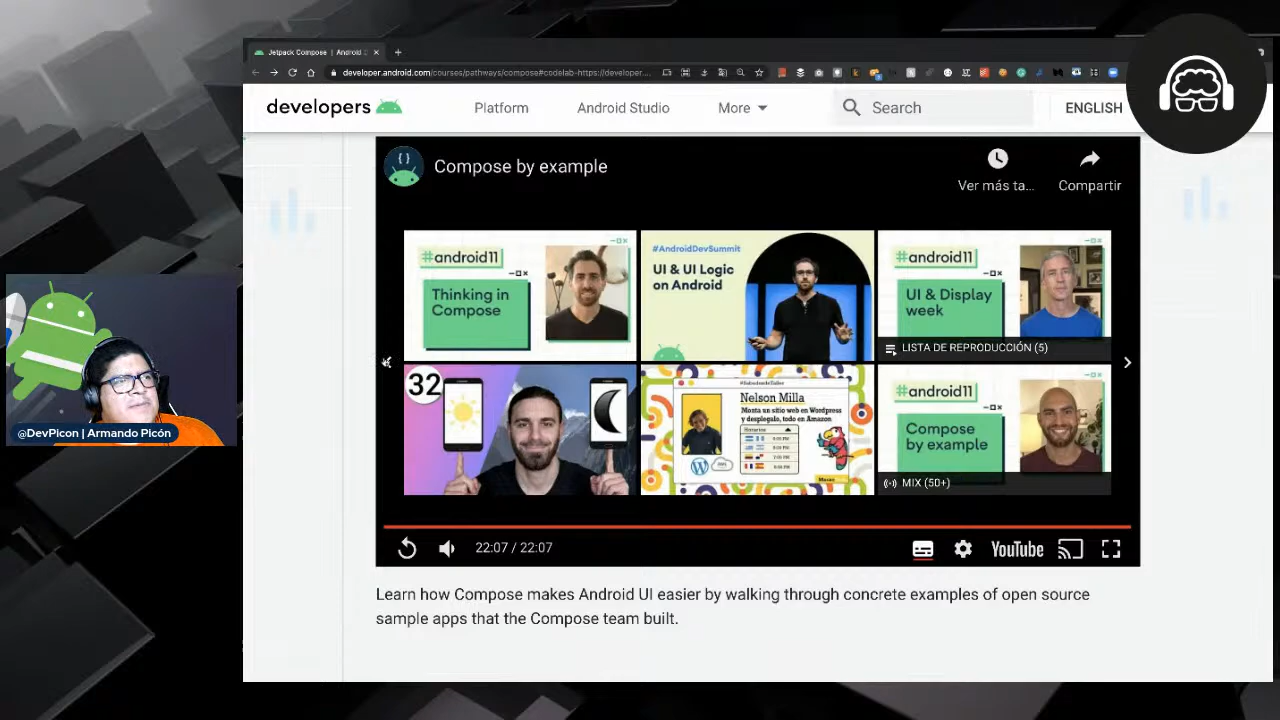 Jetpack Compose | Android
developer.android.com/courses/pathways/compose#codelab-https://developer....
developers
Platform
Android Studio
More
Search
ENGLISH
Compose by example
Ver más ta...
Compartir
#android11
Thinking in
Compose
#AndroidDevSummit
UI & UI Logic
on Android
#android11
UI & Display
week
LISTA DE REPRODUCCIÓN (5)
32
Nelson Milla
Monta un sitio web en Wordpress
y despliegalo, todo en Amazon.
Horarios
#android11
Compose
by example
MIX (50+)
22:07 / 22:07
YouTube
Learn how Compose makes Android UI easier by walking through concrete examples of open source
sample apps that the Compose team built.
@DevPicon | Armando Picón